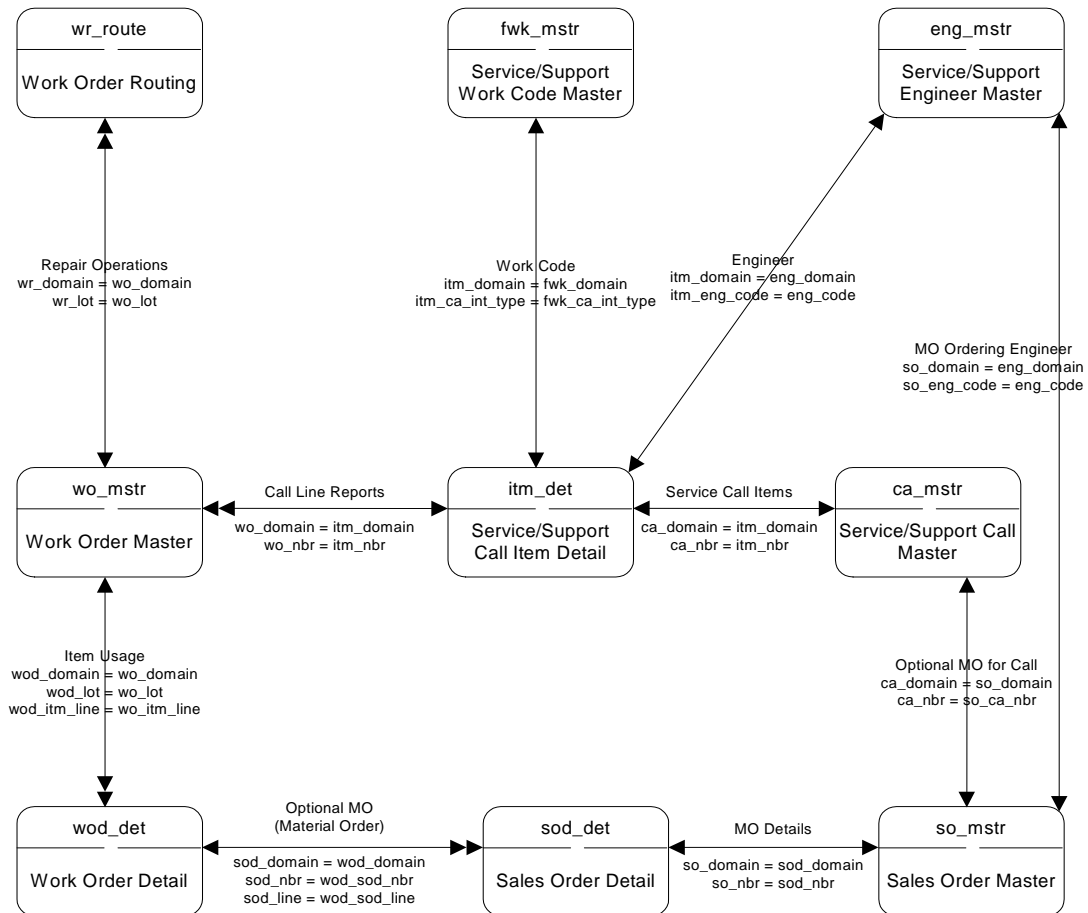 wr_route
Work Order Routing
fwk_mstr
Service/Support
Work Code Master
eng_mstr
Service/Support
Engineer Master
Repair Operations
wr_domain = wo_domain
wr_lot = wo_lot
Work Code
itm_domain = fwk_domain
itm_ca_int_type = fwk_ca_int_type
Engineer
itm_domain = eng_domain
itm_eng_code = eng_code
MO Ordering Engineer
so_domain = eng_domain
so_eng_code = eng_code
wo_mstr
Work Order Master
Call Line Reports
wo_domain = itm_domain
wo_nbr = itm_nbr
itm_det
Service/Support
Call Item Detail
Service Call Items
ca_domain = itm_domain
ca_nbr = itm_nbr
ca_mstr
Service/Support Call
Master
Item Usage
wod_domain = wo_domain
wod_lot = wo_lot
wod_itm_line = wo_itm_line
Optional MO for Call
ca_domain = so_domain
ca_nbr = so_ca_nbr
wod_det
Work Order Detail
Optional MO
(Material Order)
sod_domain = wod_domain
sod_nbr = wod_sod_nbr
sod_line = wod_sod_line
sod_det
Sales Order Detail
MO Details
so_domain = sod_domain
so_nbr = sod_nbr
so_mstr
Sales Order Master